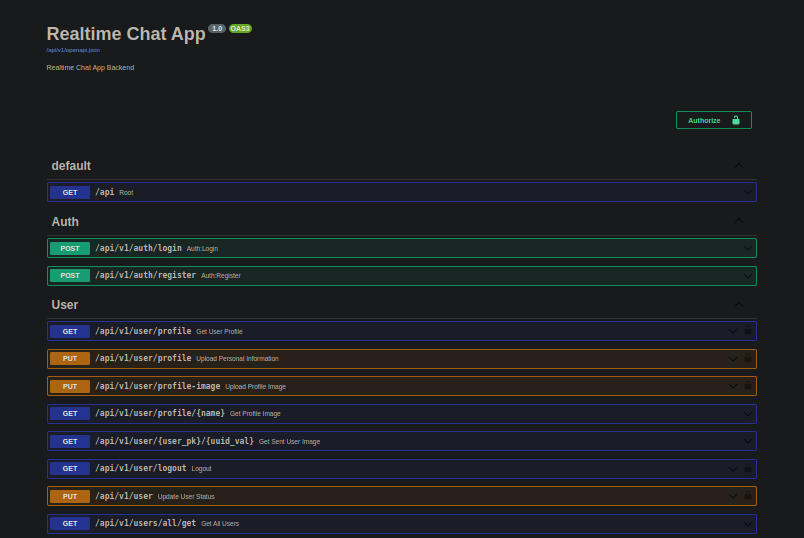 Realtime Chat App 1.0 OAS3
/api/v1/openapi.json
Realtime Chat App Backend
Authorize
default
GET /api Root
Auth
POST /api/v1/auth/login Auth:Login
POST /api/v1/auth/register Auth:Register
User
GET /api/v1/user/profile Get User Profile
PUT /api/v1/user/profile Upload Personal Information
PUT /api/v1/user/profile-image Upload Profile Image
GET /api/v1/user/profile/{name} Get Profile Image
GET /api/v1/user/{user_pk}/{uuid_val} Get Sent User Image
GET /api/v1/user/logout Logout
PUT /api/v1/user Update User Status
GET /api/v1/users/all/get Get All Users